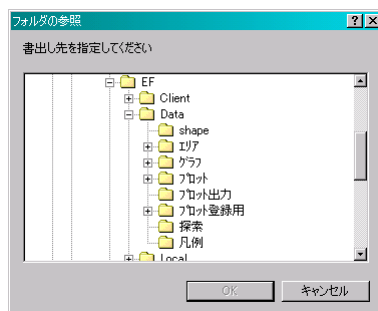 フォルダの参照
書出し先を指定してください
EF
Client
Data
shape
ｴﾘｱ
ｸﾞﾗﾌ
ﾌﾟﾛｯﾄ
ﾌﾟﾛｯﾄ出力
ﾌﾟﾛｯﾄ登録用
探索
凡例
Local
OK
キャンセル